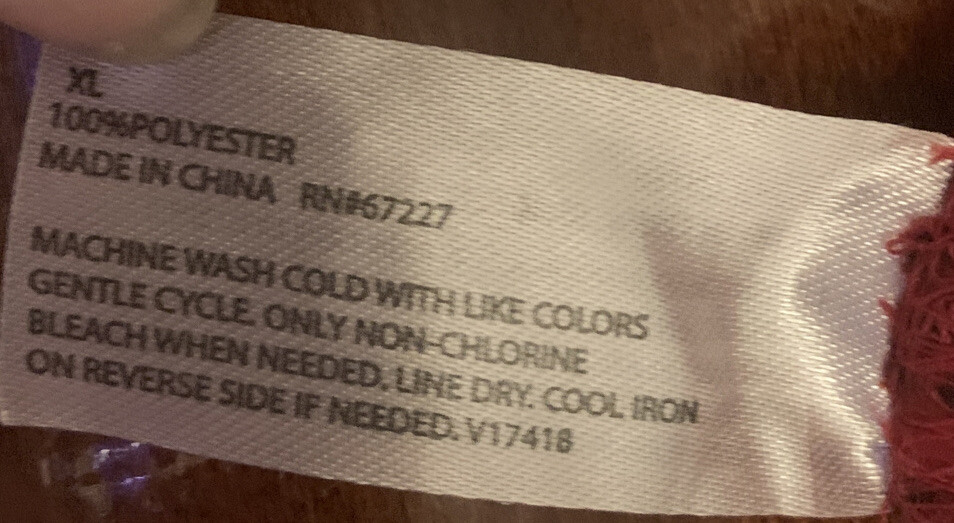 XL
100%POLYESTER
MADE IN CHINA RN#67227
MACHINE WASH COLD WITH LIKE COLORS
GENTLE CYCLE. ONLY NON-CHLORINE
BLEACH WHEN NEEDED. LINE DRY. COOL IRON
ON REVERSE SIDE IF NEEDED. V17418